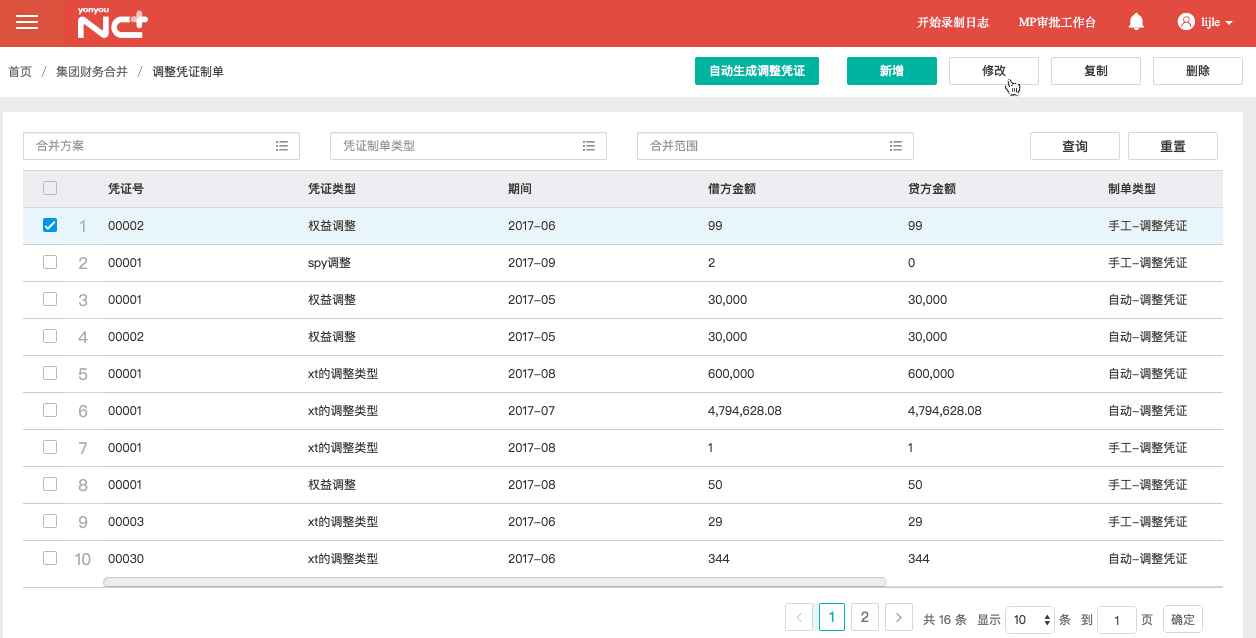 yonyou
NC+ 开始录制日志 MP审批工作台 lijle
首页 / 集团财务合并 / 调整凭证制单 自动生成调整凭证 新增 修改 复制 删除
合并方案 凭证制单类型 合并范围 查询 重置
凭证号 凭证类型 期间 借方金额 贷方金额 制单类型
1 00002 权益调整 2017-06 99 99 手工-调整凭证
2 00001 spy调整 2017-09 2 0 手工-调整凭证
3 00001 权益调整 2017-05 30,000 30,000 自动-调整凭证
4 00002 权益调整 2017-05 30,000 30,000 自动-调整凭证
5 00001 xt的调整类型 2017-08 600,000 600,000 自动-调整凭证
6 00001 xt的调整类型 2017-07 4,794,628.08 4,794,628.08 自动-调整凭证
7 00001 xt的调整类型 2017-08 1 1 手工-调整凭证
8 00001 权益调整 2017-08 50 50 手工-调整凭证
9 00003 xt的调整类型 2017-06 29 29 手工-调整凭证
10 00030 xt的调整类型 2017-06 344 344 自动-调整凭证
< 1 2 > 共 16 条 显示 10 条 到 1 页 确定